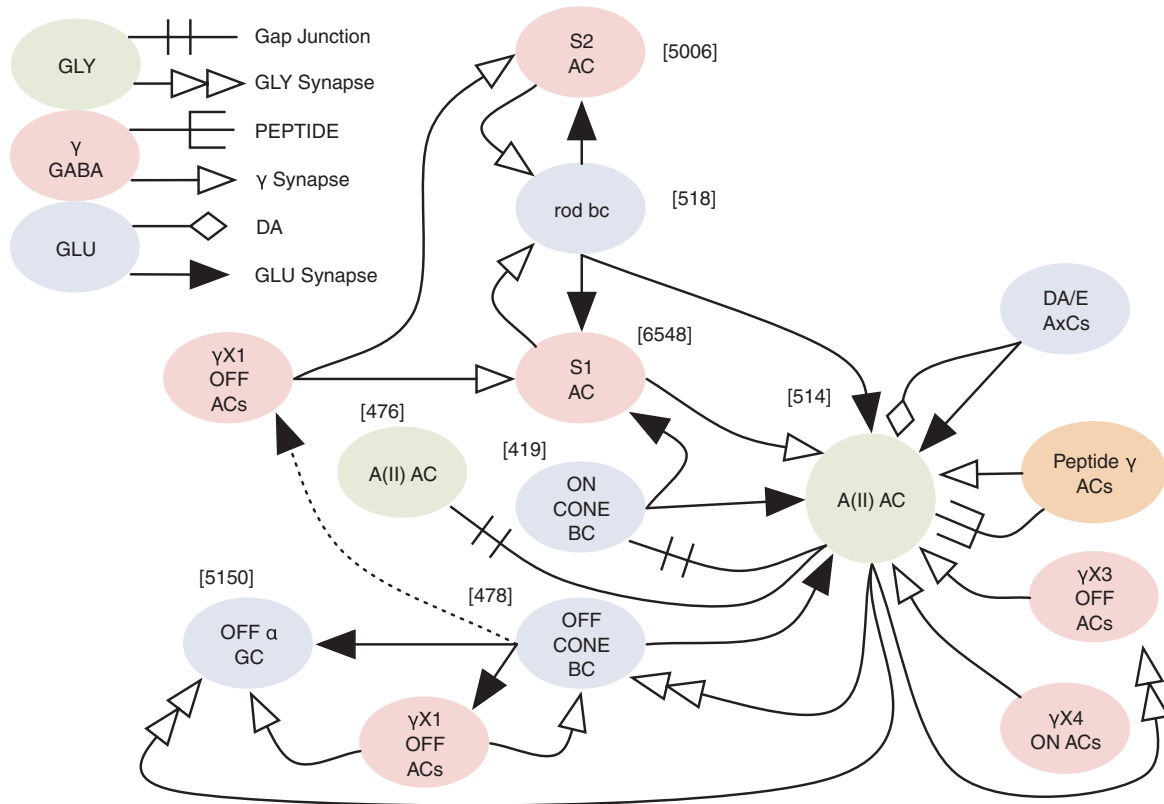 GLY
Gap Junction
GLY Synapse
γ
GABA
PEPTIDE
γ Synapse
GLU
DA
GLU Synapse
S2
AC
[5006]
rod bc
[518]
DA/E
AxCs
γX1
OFF
ACs
S1
AC
[6548]
[514]
[476]
A(II) AC
[419]
ON
CONE
BC
A(II) AC
Peptide γ
ACs
γX3
OFF
ACs
[5150]
OFF α
GC
[478]
OFF
CONE
BC
γX1
OFF
ACs
γX4
ON ACs